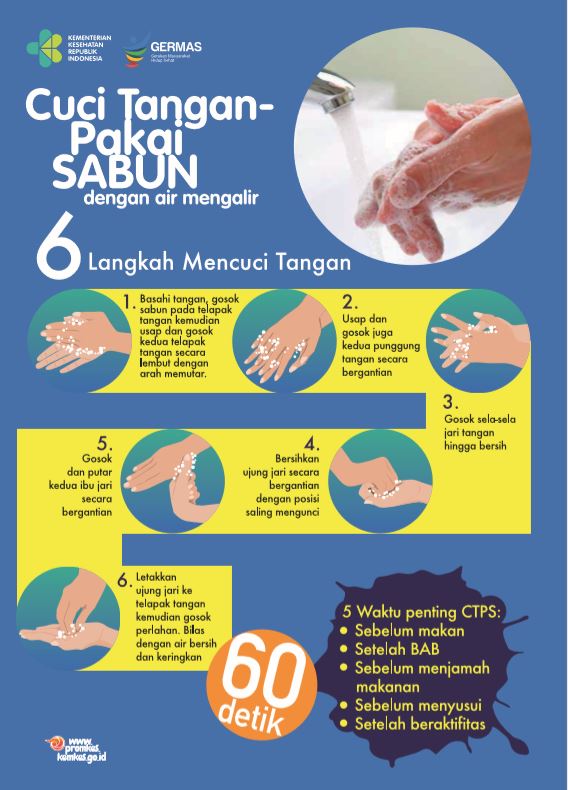 KEMENTERIAN
KESEHATAN
REPUBLIK
INDONESIA
GERMAS
Gerakan Masyarakat
Hidup Sehat
Cuci Tangan-
Pakai
SABUN
dengan air mengalir
6 Langkah Mencuci Tangan
1. Basahi tangan, gosok
sabun pada telapak
tangan kemudian
usap dan gosok
kedua telapak
tangan secara
lembut dengan
arah memutar.
2.
Usap dan
gosok juga
kedua punggung
tangan secara
bergantian
3.
Gosok sela-sela
jari tangan
hingga bersih
4.
Bersihkan
ujung jari secara
bergantian
dengan posisi
saling mengunci
5.
Gosok
dan putar
kedua ibu jari
secara
bergantian
6. Letakkan
ujung jari ke
telapak tangan
kemudian gosok
perlahan. Bilas
dengan air bersih
dan keringkan
60
detik
5 Waktu penting CTPS:
• Sebelum makan
• Setelah BAB
• Sebelum menjamah
makanan
• Sebelum menyusui
• Setelah beraktifitas
www.
promkes.
kemkes.go.id